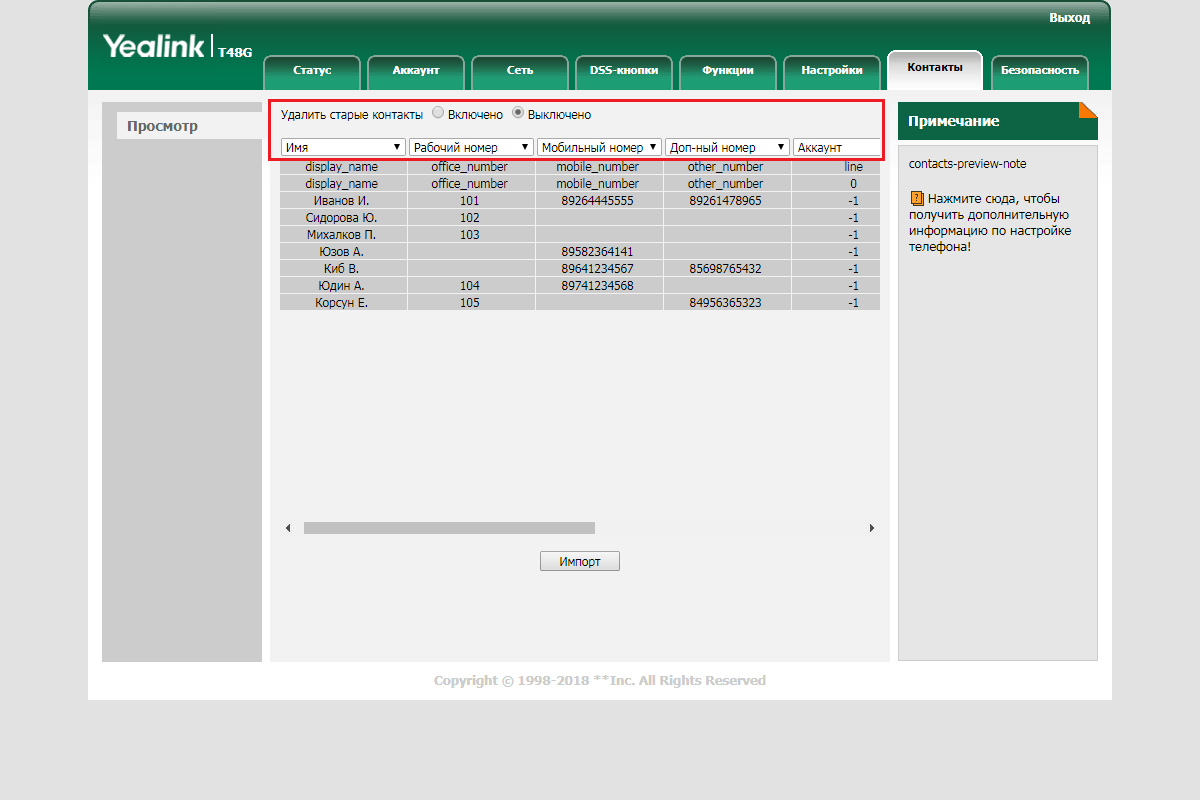 Выход
Yealink T48G
Статус Аккаунт Сеть DSS-кнопки Функции Настройки Контакты Безопасность
Просмотр
Удалить старые контакты Включено Выключено
Имя Рабочий номер Мобильный номер Доп-ный номер Аккаунт
display_name office_number mobile_number other_number line
display_name office_number mobile_number other_number 0
Иванов И. 101 89264445555 89261478965 -1
Сидорова Ю. 102 -1
Михалков П. 103 -1
Юзов А. 89582364141 -1
Киб В. 89641234567 85698765432 -1
Юдин А. 104 89741234568 -1
Корсун Е. 105 84956365323 -1
Импорт
Примечание
contacts-preview-note
Нажмите сюда, чтобы
получить дополнительную
информацию по настройке
телефона!
Copyright © 1998-2018 **Inc. All Rights Reserved